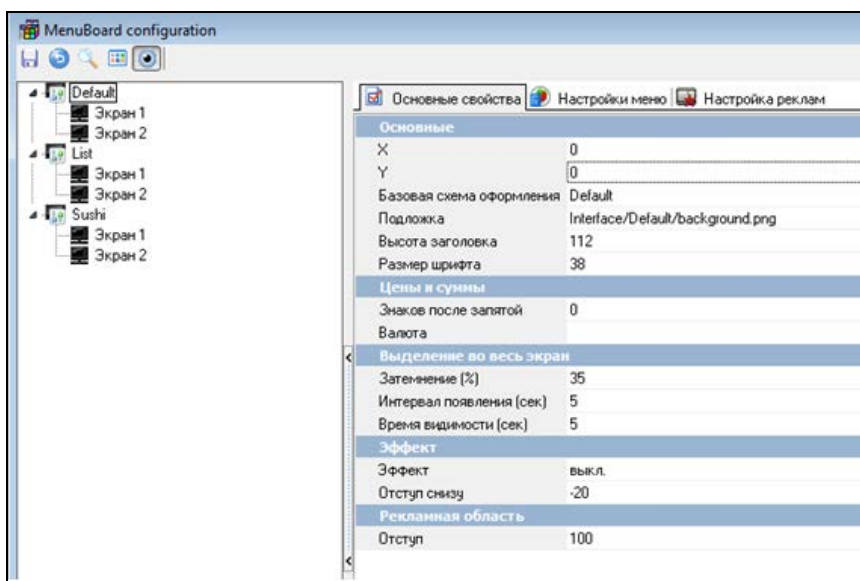 MenuBoard configuration
Default
Экран 1
Экран 2
List
Экран 1
Экран 2
Sushi
Экран 1
Экран 2
Основные свойства Настройки меню Настройка реклам
Основные
X 0
Y 0
Базовая схема оформления Default
Подложка Interface/Default/background.png
Высота заголовка 112
Размер шрифта 38
Цены и суммы
Знаков после запятой 0
Валюта
Выделение во весь экран
Затемнение (%) 35
Интервал появления (сек) 5
Время видимости (сек) 5
Эффект
Эффект выкл.
Отступ снизу -20
Рекламная область
Отступ 100